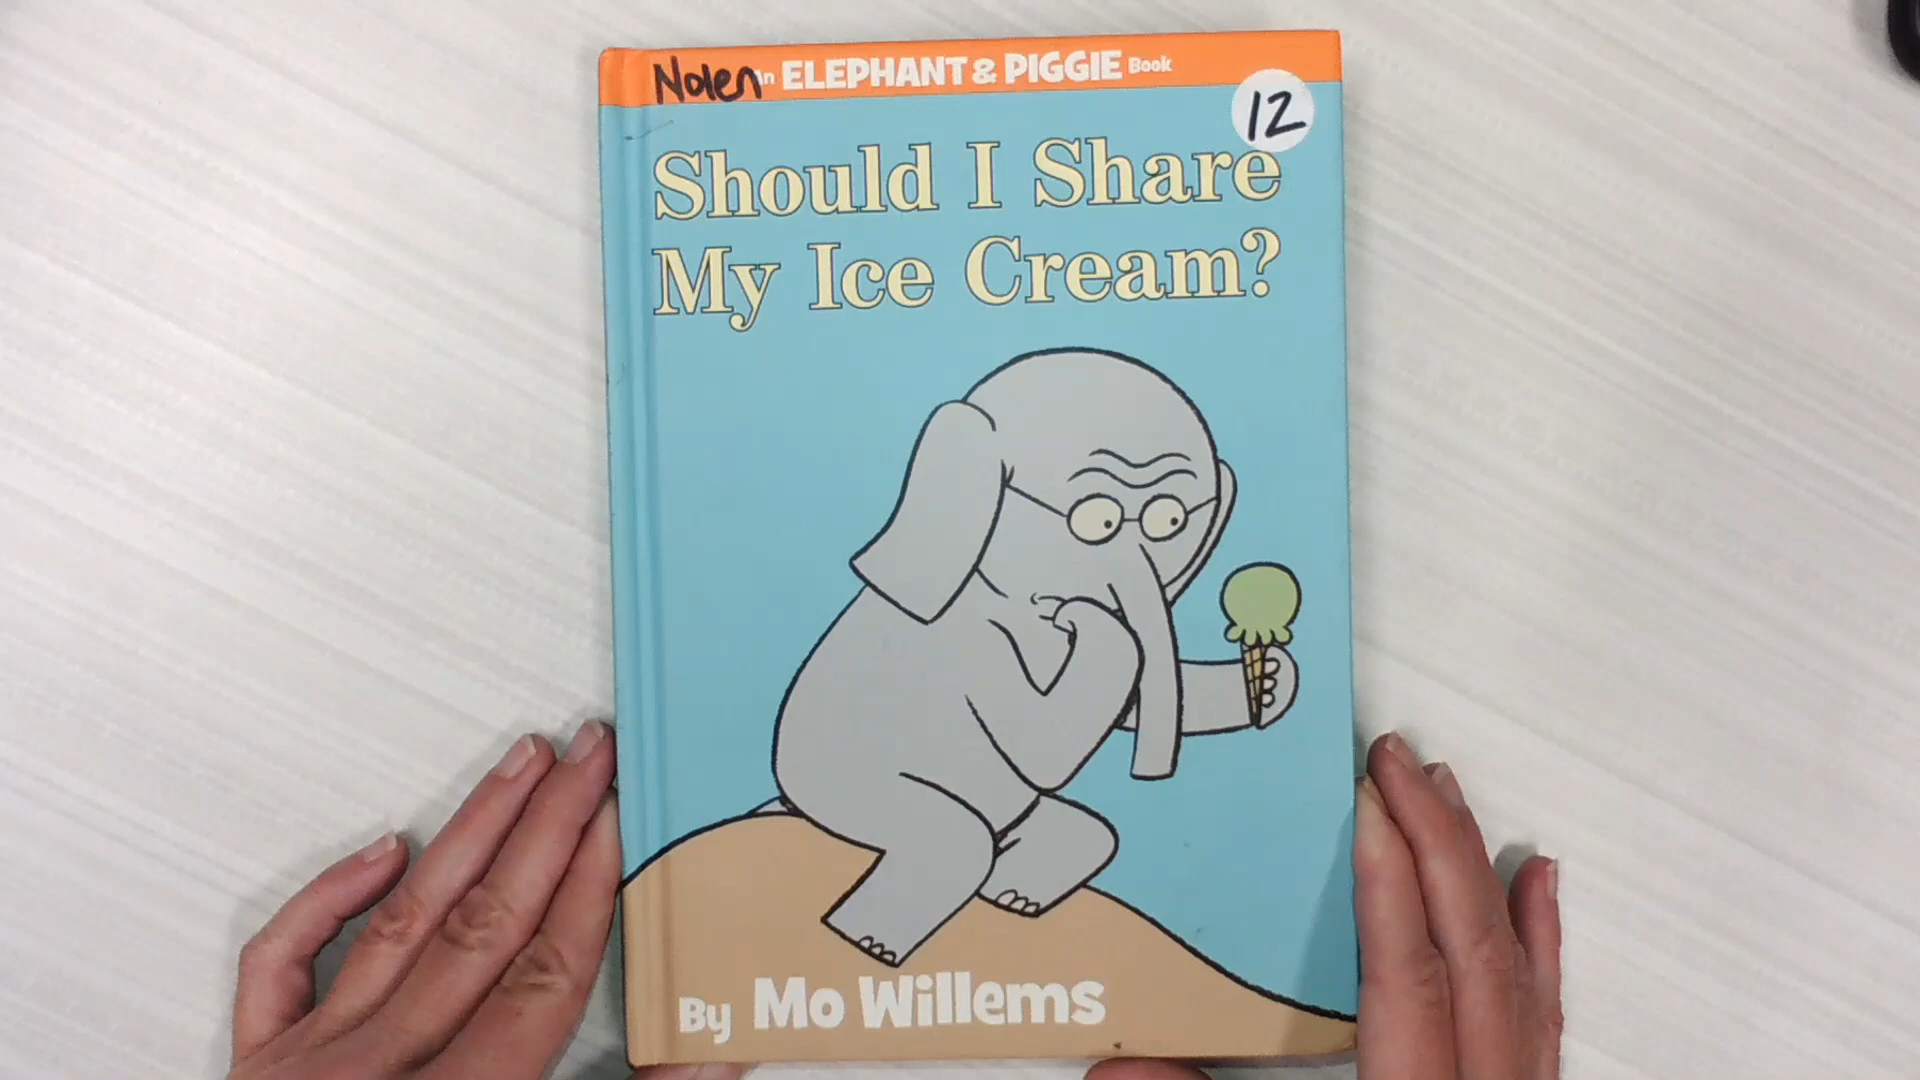 Nolen
An ELEPHANT & PIGGIE Book
12
Should I Share
My Ice Cream?
By Mo Willems